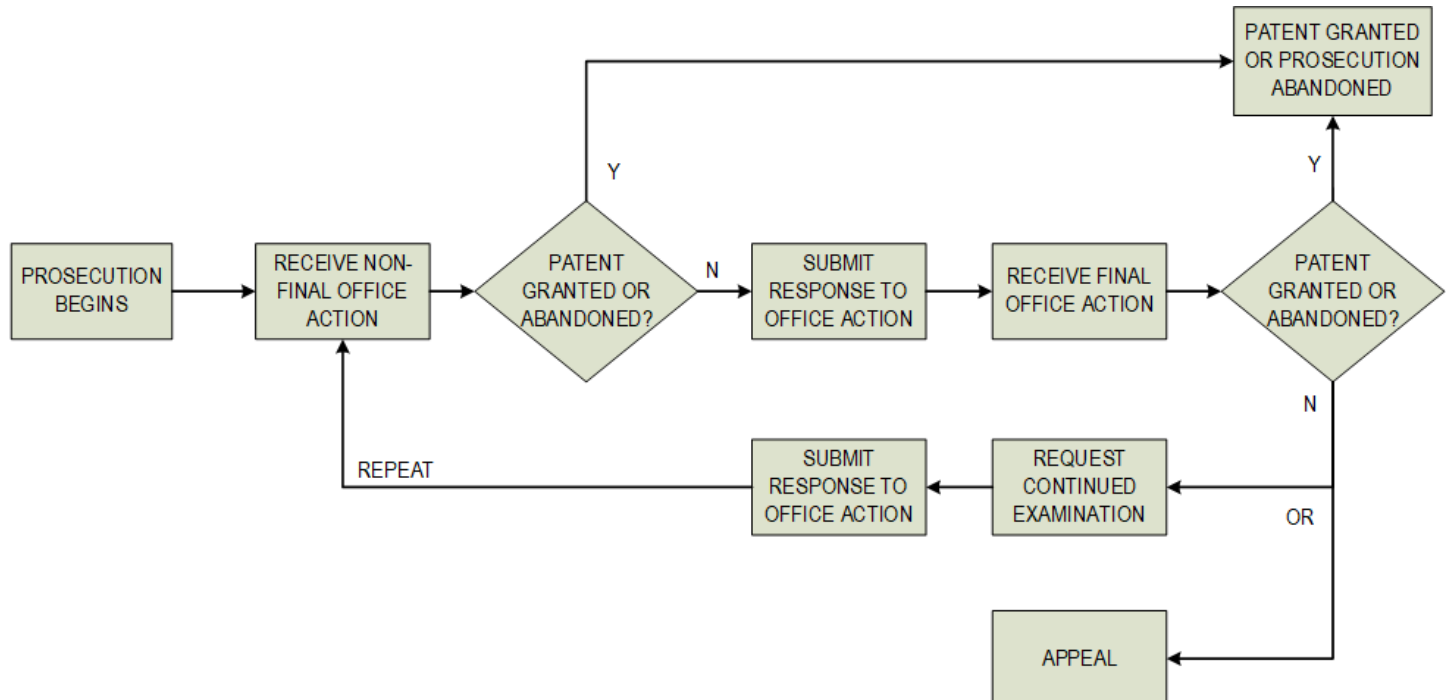 PATENT GRANTED
OR PROSECUTION
ABANDONED
Y
Y
PROSECUTION
BEGINS
RECEIVE NON-
FINAL OFFICE
ACTION
PATENT
GRANTED OR
ABANDONED?
N
SUBMIT
RESPONSE TO
OFFICE ACTION
RECEIVE FINAL
OFFICE ACTION
PATENT
GRANTED OR
ABANDONED?
N
REPEAT
SUBMIT
RESPONSE TO
OFFICE ACTION
REQUEST
CONTINUED
EXAMINATION
OR
APPEAL